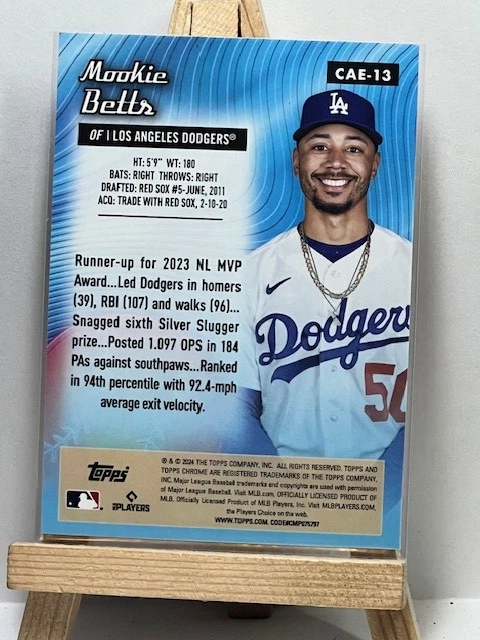 Mookie
Betts
CAE-13
LA
OF | LOS ANGELES DODGERS®
HT: 5'9" WT: 180
BATS: RIGHT THROWS: RIGHT
DRAFTED: RED SOX #5-JUNE, 2011
ACQ: TRADE WITH RED SOX, 2-10-20
Runner-up for 2023 NL MVP
Award...Led Dodgers in homers
(39), RBI (107) and walks (96)...
Snagged sixth Silver Slugger
prize...Posted 1.097 OPS in 184
PAs against southpaws...Ranked
in 94th percentile with 92.4-mph
average exit velocity.
Dodgers
50
topps
MLB PLAYERS
® & © 2024 THE TOPPS COMPANY, INC. ALL RIGHTS RESERVED. TOPPS AND
TOPPS CHROME ARE REGISTERED TRADEMARKS OF THE TOPPS COMPANY,
INC. Major League Baseball trademarks and copyrights are used with permission
of Major League Baseball. Visit MLB.com. OFFICIALLY LICENSED PRODUCT OF
MLB. Officially Licensed Product of MLB Players, Inc. Visit MLBPLAYERS.COM,
the Players Choice on the web.
WWW.TOPPS.COM. CODE#CMP075797